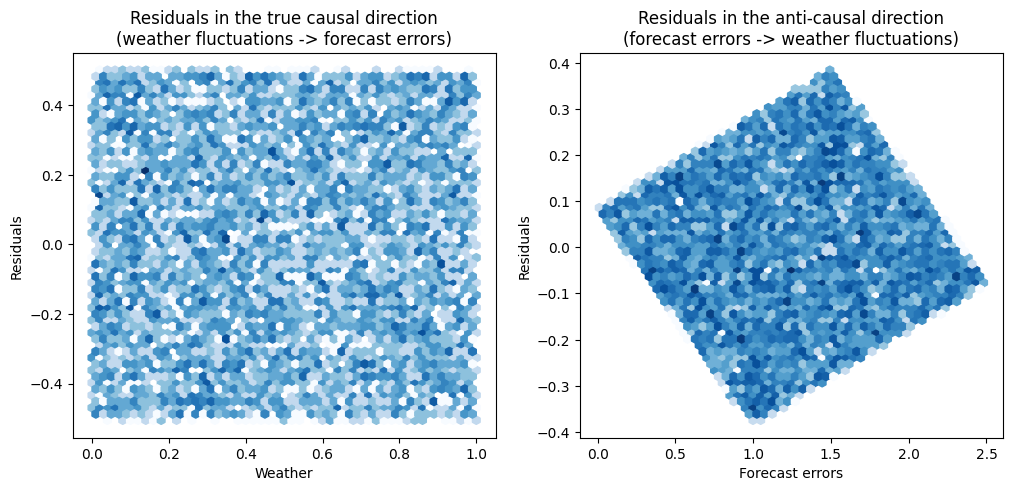 Residuals in the true causal direction
(weather fluctuations -> forecast errors)
Residuals
0.4
0.2
0.0
−0.2
−0.4
0.0 0.2 0.4 0.6 0.8 1.0
Weather
Residuals in the anti-causal direction
(forecast errors -> weather fluctuations)
Residuals
0.4
0.3
0.2
0.1
0.0
−0.1
−0.2
−0.3
−0.4
0.0 0.5 1.0 1.5 2.0 2.5
Forecast errors